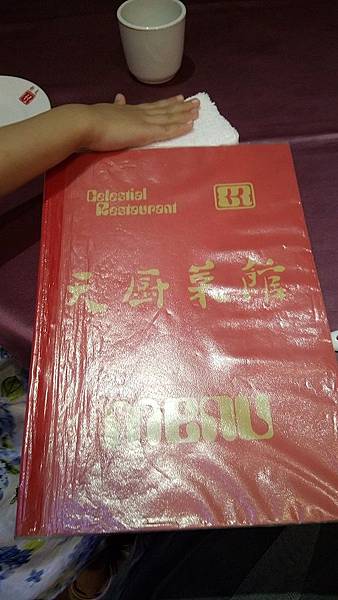 Celestial
Restaurant
天厨菜館
MENU